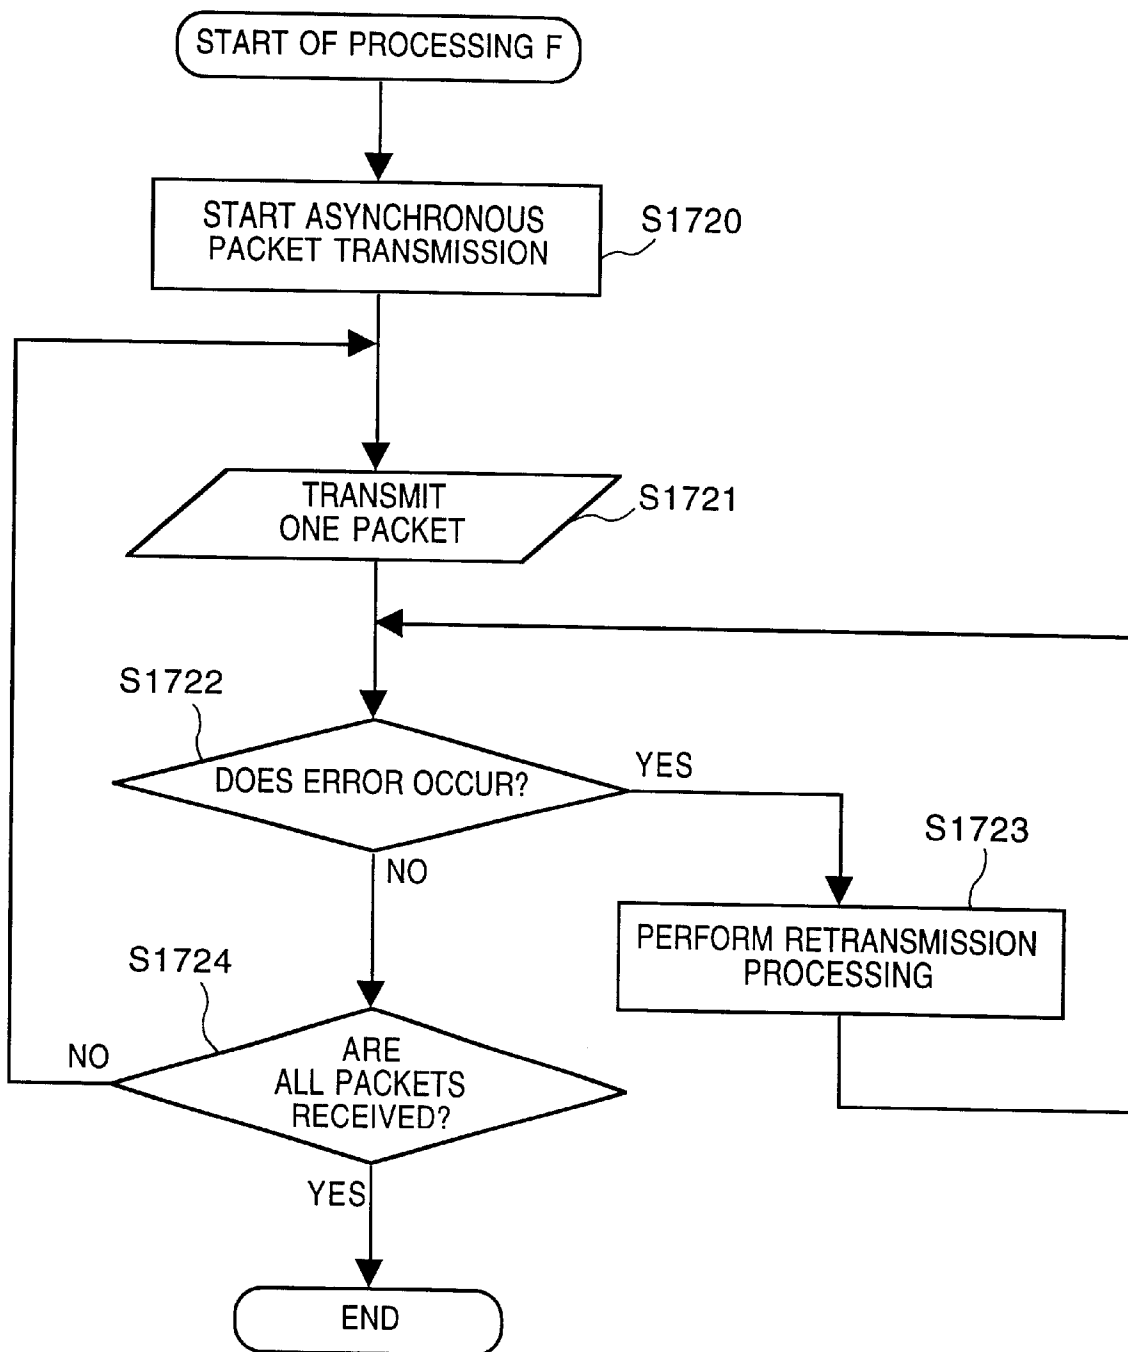 START OF PROCESSING F
START ASYNCHRONOUS
PACKET TRANSMISSION
S1720
TRANSMIT
ONE PACKET
S1721
S1722
DOES ERROR OCCUR?
YES
NO
S1723
PERFORM RETRANSMISSION
PROCESSING
S1724
ARE
ALL PACKETS
RECEIVED?
NO
YES
END